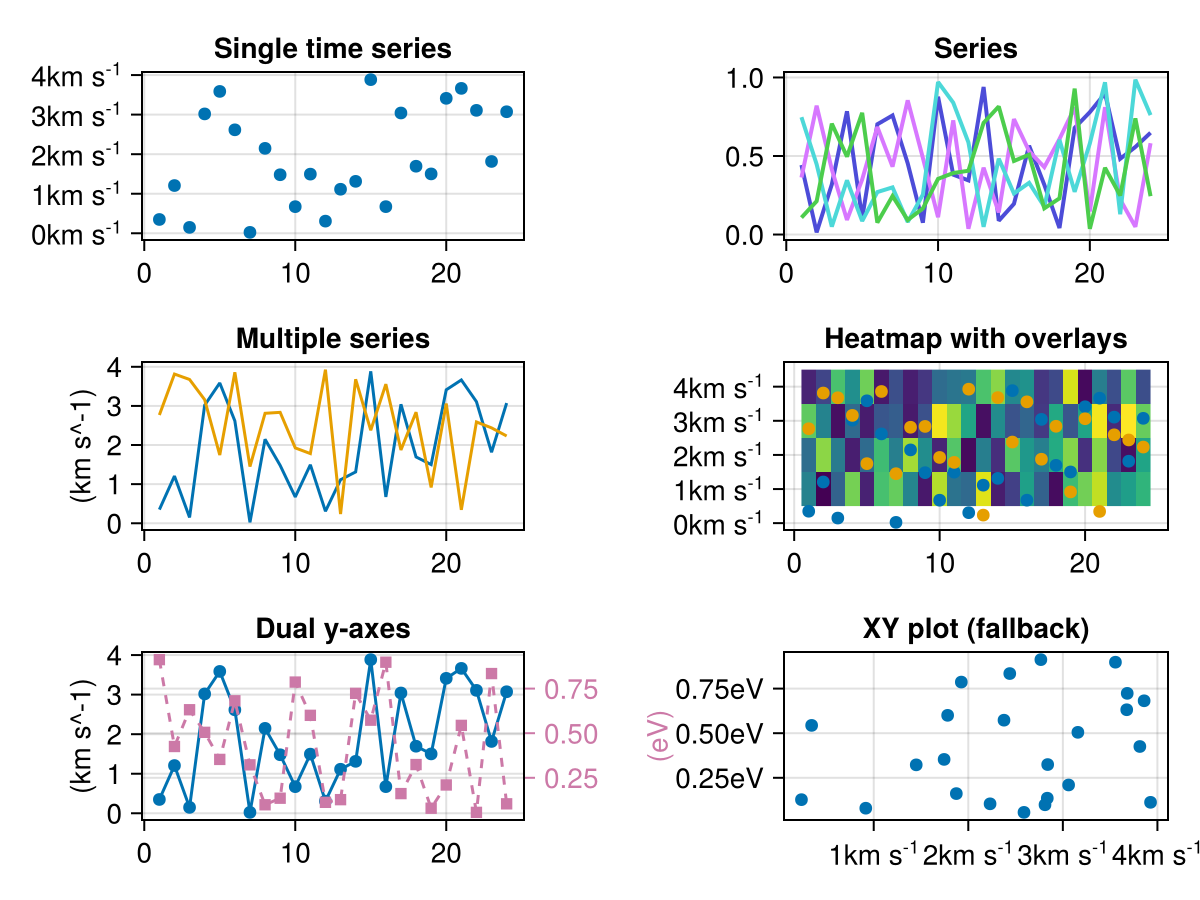 Single time series
4km s⁻¹
3km s⁻¹
2km s⁻¹
1km s⁻¹
0km s⁻¹
0 10 20
Series
1.0
0.5
0.0
0 10 20
Multiple series
(km s^-1)
4
3
2
1
0
0 10 20
Heatmap with overlays
4km s⁻¹
3km s⁻¹
2km s⁻¹
1km s⁻¹
0km s⁻¹
0 10 20
Dual y-axes
(km s^-1)
4
3
2
1
0
0.75
0.50
0.25
(eV)
0 10 20
XY plot (fallback)
0.75eV
0.50eV
0.25eV
1km s⁻¹ 2km s⁻¹ 3km s⁻¹ 4km s⁻¹